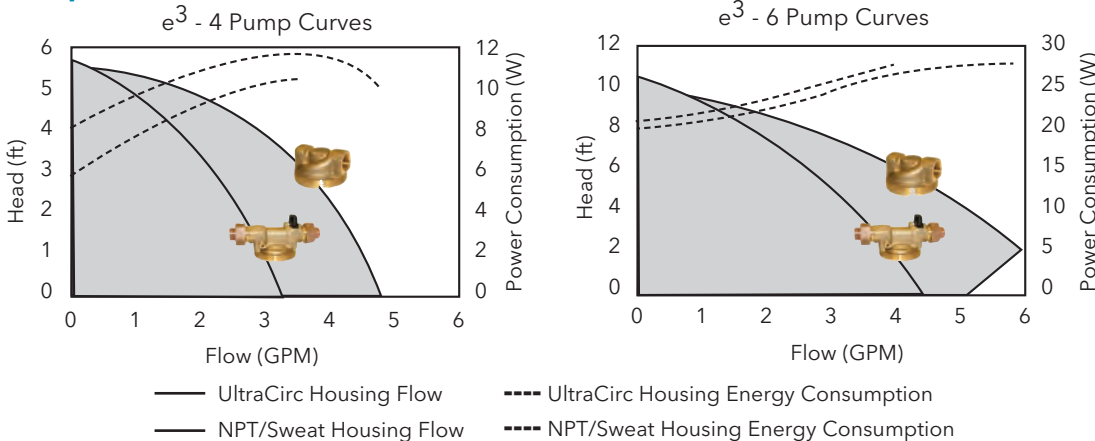 e3 - 4 Pump Curves
6
5
4
3
2
1
0
Head (ft)
12
10
8
6
4
2
0
Power Consumption (W)
0 1 2 3 4 5 6
Flow (GPM)
e3 - 6 Pump Curves
12
10
8
6
4
2
0
Head (ft)
30
25
20
15
10
5
0
Power Consumption (W)
0 1 2 3 4 5 6
Flow (GPM)
UltraCirc Housing Flow
UltraCirc Housing Energy Consumption
NPT/Sweat Housing Flow
NPT/Sweat Housing Energy Consumption